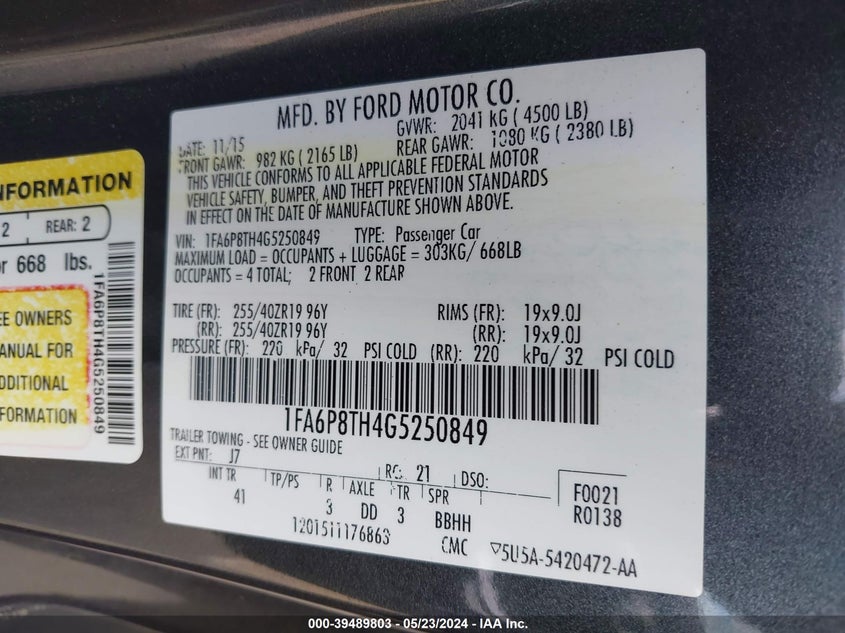 MFD. BY FORD MOTOR CO.
DATE: 11/15
GVWR: 2041 KG ( 4500 LB)
FRONT GAWR: 982 KG ( 2165 LB)
REAR GAWR: 1080 KG ( 2380 LB)
THIS VEHICLE CONFORMS TO ALL APPLICABLE FEDERAL MOTOR
VEHICLE SAFETY, BUMPER, AND THEFT PREVENTION STANDARDS
IN EFFECT ON THE DATE OF MANUFACTURE SHOWN ABOVE.
VIN: 1FA6P8TH4G5250849 TYPE: Passenger Car
MAXIMUM LOAD = OCCUPANTS + LUGGAGE = 303KG/ 668LB
OCCUPANTS = 4 TOTAL; 2 FRONT 2 REAR
TIRE (FR): 255/40ZR19 96Y RIMS (FR): 19x9.0J
(RR): 255/40ZR19 96Y (RR): 19x9.0J
PRESSURE (FR): 220 kPa/ 32 PSI COLD (RR): 220 kPa/ 32 PSI COLD
1FA6P8TH4G5250849
TRAILER TOWING - SEE OWNER GUIDE
EXT PNT: J7 RC: 21 DSO:
INT TR TP/PS R AXLE TR SPR
41 3 DD 3 BBHH
F0021
R0138
1201511176863 CMC
5U5A-5420472-AA
INFORMATION
2 REAR: 2
or 668 lbs.
EE OWNERS
ANUAL FOR
ADDITIONAL
FORMATION
1FA6P8TH4G5250849
000-39489803 - 05/23/2024 - IAA Inc.